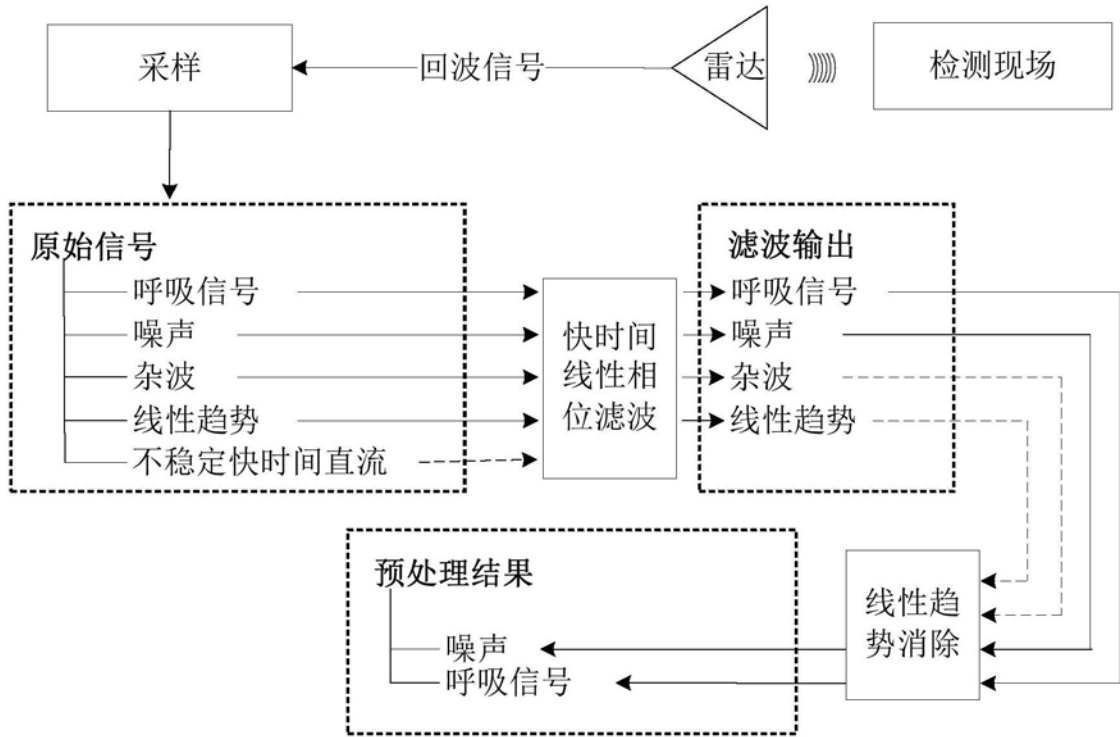 采样
回波信号
雷达
检测现场
原始信号
呼吸信号
噪声
杂波
线性趋势
不稳定快时间直流
快时间
线性相
位滤波
滤波输出
呼吸信号
噪声
杂波
线性趋势
预处理结果
噪声
呼吸信号
线性趋
势消除